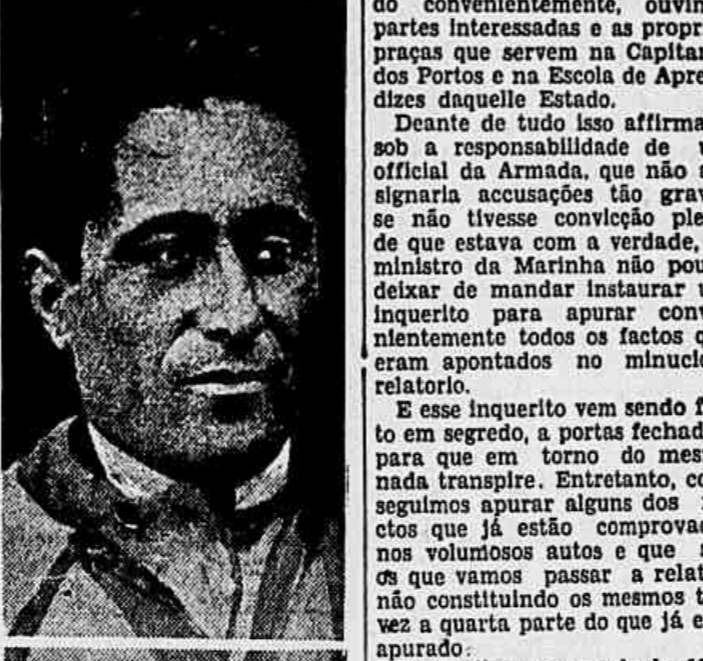 do convenientemente, ouvin
partes interessadas e as propr
praças que servem na Capitar
dos Portos e na Escola de Apre
dizes daquelle Estado.
Deante de tudo isso affirma
sob a responsabilidade de u
official da Armada, que não a
signaria accusações tão grav
se não tivesse convicção ple
de que estava com a verdade,
ministro da Marinha não pou
deixar de mandar instaurar u
inquerito para apurar conv
nientemente todos os factos q
eram apontados no minucio
relatorio.
E esse inquerito vem sendo f
to em segredo, a portas fechad
para que em torno do mesm
nada transpire. Entretanto, co
seguimos apurar alguns dos
ctos que já estão comprovad
nos volumosos autos e que s
os que vamos passar a relat
não constituindo os mesmos t
vez a quarta parte do que já e
apurado: